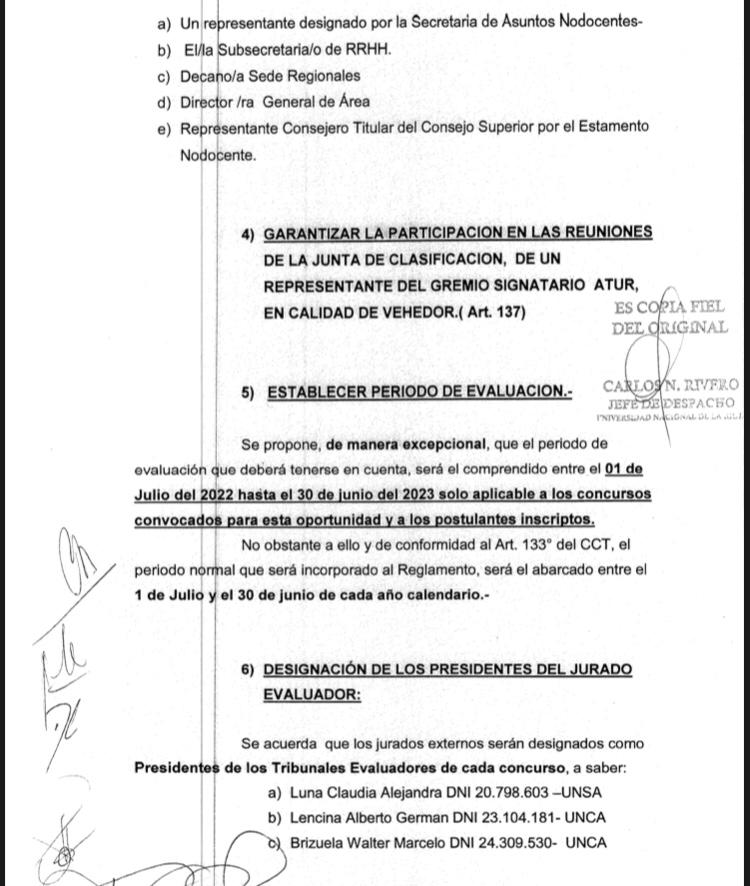 a) Un representante designado por la Secretaria de Asuntos Nodocentes-
b) El/la Subsecretaria/o de RRHH.
c) Decano/a Sede Regionales
d) Director /ra General de Área
e) Representante Consejero Titular del Consejo Superior por el Estamento
Nodocente.
4) GARANTIZAR LA PARTICIPACION EN LAS REUNIONES
DE LA JUNTA DE CLASIFICACION, DE UN
REPRESENTANTE DEL GREMIO SIGNATARIO ATUR,
EN CALIDAD DE VEHEDOR.( Art. 137)
ES COPIA FIEL
DEL ORIGINAL
CARLOS N. RIVERO
JEFE DE DESPACHO
UNIVERSIDAD NACIONAL DE LA
5) ESTABLECER PERIODO DE EVALUACION.-
Se propone, de manera excepcional, que el periodo de
evaluación que deberá tenerse en cuenta, será el comprendido entre el 01 de
Julio del 2022 hasta el 30 de junio del 2023 solo aplicable a los concursos
convocados para esta oportunidad y a los postulantes inscriptos.
No obstante a ello y de conformidad al Art. 133° del CCT, el
periodo normal que será incorporado al Reglamento, será el abarcado entre el
1 de Julio y el 30 de junio de cada año calendario.-
6) DESIGNACIÓN DE LOS PRESIDENTES DEL JURADO
EVALUADOR:
Se acuerda que los jurados externos serán designados como
Presidentes de los Tribunales Evaluadores de cada concurso, a saber:
a) Luna Claudia Alejandra DNI 20.798.603 –UNSA
b) Lencina Alberto German DNI 23.104.181- UNCA
c) Brizuela Walter Marcelo DNI 24.309.530- UNCA